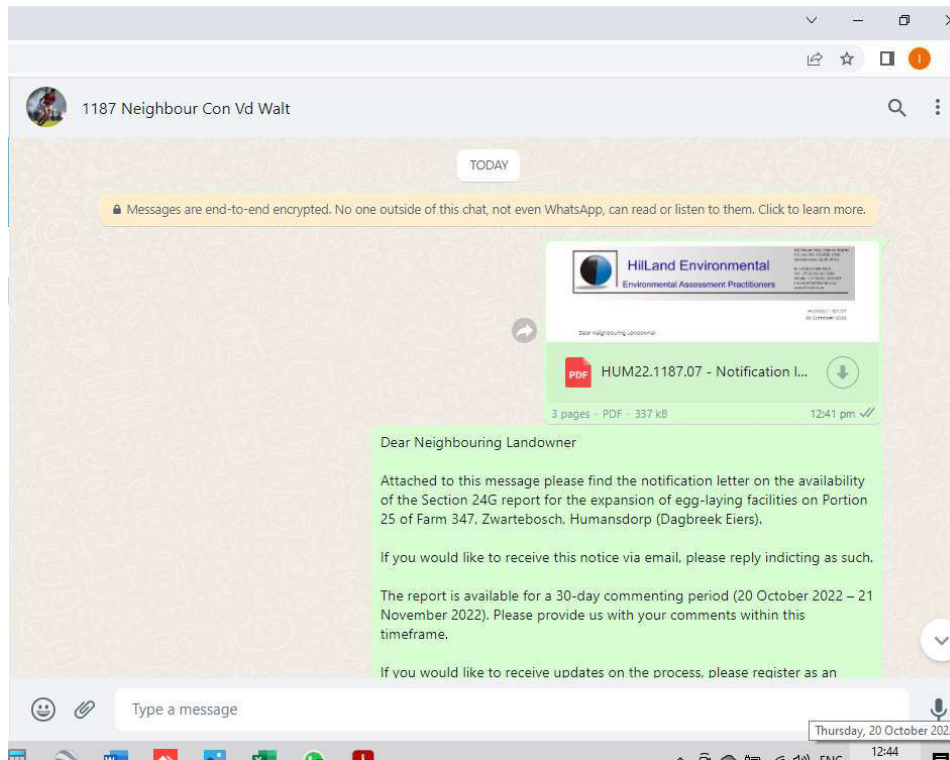 1187 Neighbour Con Vd Walt
TODAY
Messages are end-to-end encrypted. No one outside of this chat, not even WhatsApp, can read or listen to them. Click to learn more.
HilLand Environmental
Environmental Assessment Practitioners
Dear Neighbouring Landowner
PDF
HUM22.1187.07 - Notification l...
3 pages · PDF · 337 kB
12:41 pm
Dear Neighbouring Landowner
Attached to this message please find the notification letter on the availability
of the Section 24G report for the expansion of egg-laying facilities on Portion
25 of Farm 347, Zwartebosch, Humansdorp (Dagbreek Eiers).
If you would like to receive this notice via email, please reply indicting as such.
The report is available for a 30-day commenting period (20 October 2022 – 21
November 2022). Please provide us with your comments within this
timeframe.
If you would like to receive updates on the process, please register as an
Type a message
Thursday, 20 October 202
ENG
12:44